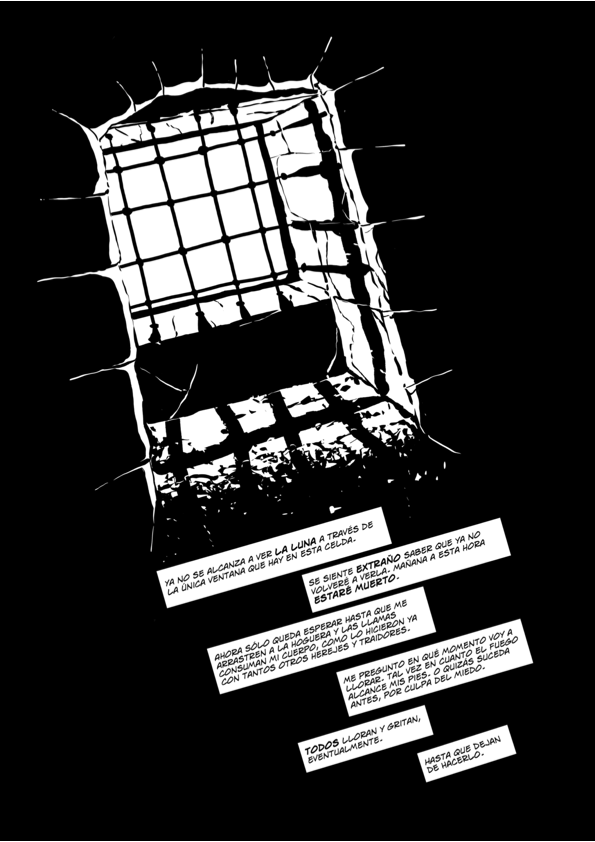 YA NO SE ALCANZA A VER LA LUNA A TRAVÉS DE
LA ÚNICA VENTANA QUE HAY EN ESTA CELDA.
SE SIENTE EXTRAÑO SABER QUE YA NO
VOLVERÉ A VERLA. MAÑANA A ESTA HORA
ESTARÉ MUERTO.
AHORA SÓLO QUEDA ESPERAR HASTA QUE ME
ARRASTREN A LA HOGUERA Y LAS LLAMAS
CONSUMAN MI CUERPO, COMO LO HICIERON YA
CON TANTOS OTROS HEREJES Y TRAIDORES.
ME PREGUNTO EN QUÉ MOMENTO VOY A
LLORAR. TAL VEZ EN CUANTO EL FUEGO
ALCANCE MIS PIES. O QUIZÁS SUCEDA
ANTES, POR CULPA DEL MIEDO.
TODOS LLORAN Y GRITAN,
EVENTUALMENTE.
HASTA QUE DEJAN
DE HACERLO.